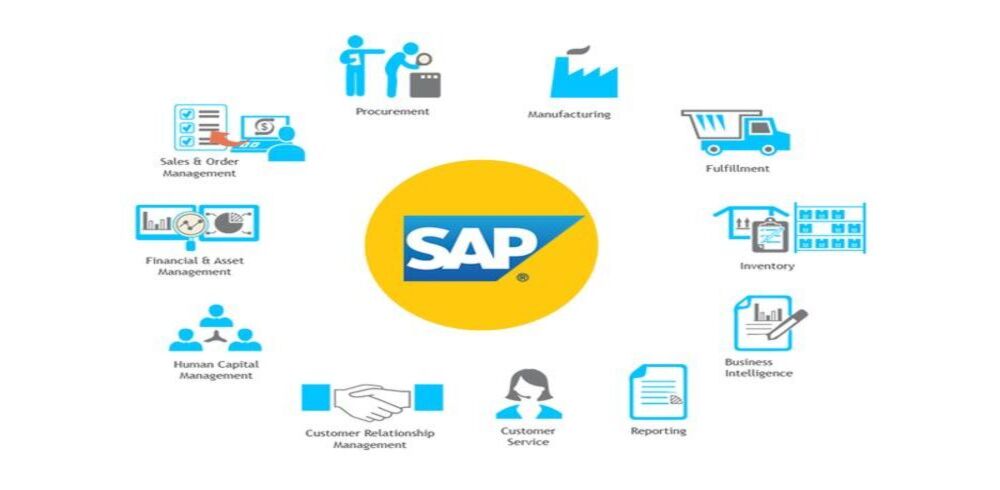 Procurement
Manufacturing
Sales & Order
Management
Fulfillment
SAP
®
Financial & Asset
Management
Inventory
Human Capital
Management
Business
Intelligence
Customer Relationship
Management
Customer
Service
Reporting